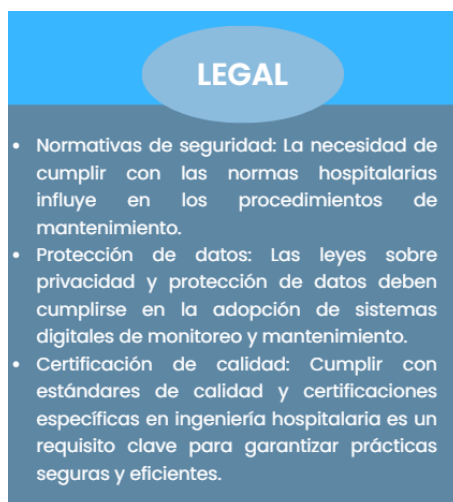 LEGAL
• Normativas de seguridad: La necesidad de
cumplir con las normas hospitalarias
influye en los procedimientos de
mantenimiento.
• Protección de datos: Las leyes sobre
privacidad y protección de datos deben
cumplirse en la adopción de sistemas
digitales de monitoreo y mantenimiento.
• Certificación de calidad: Cumplir con
estándares de calidad y certificaciones
específicas en ingeniería hospitalaria es un
requisito clave para garantizar prácticas
seguras y eficientes.